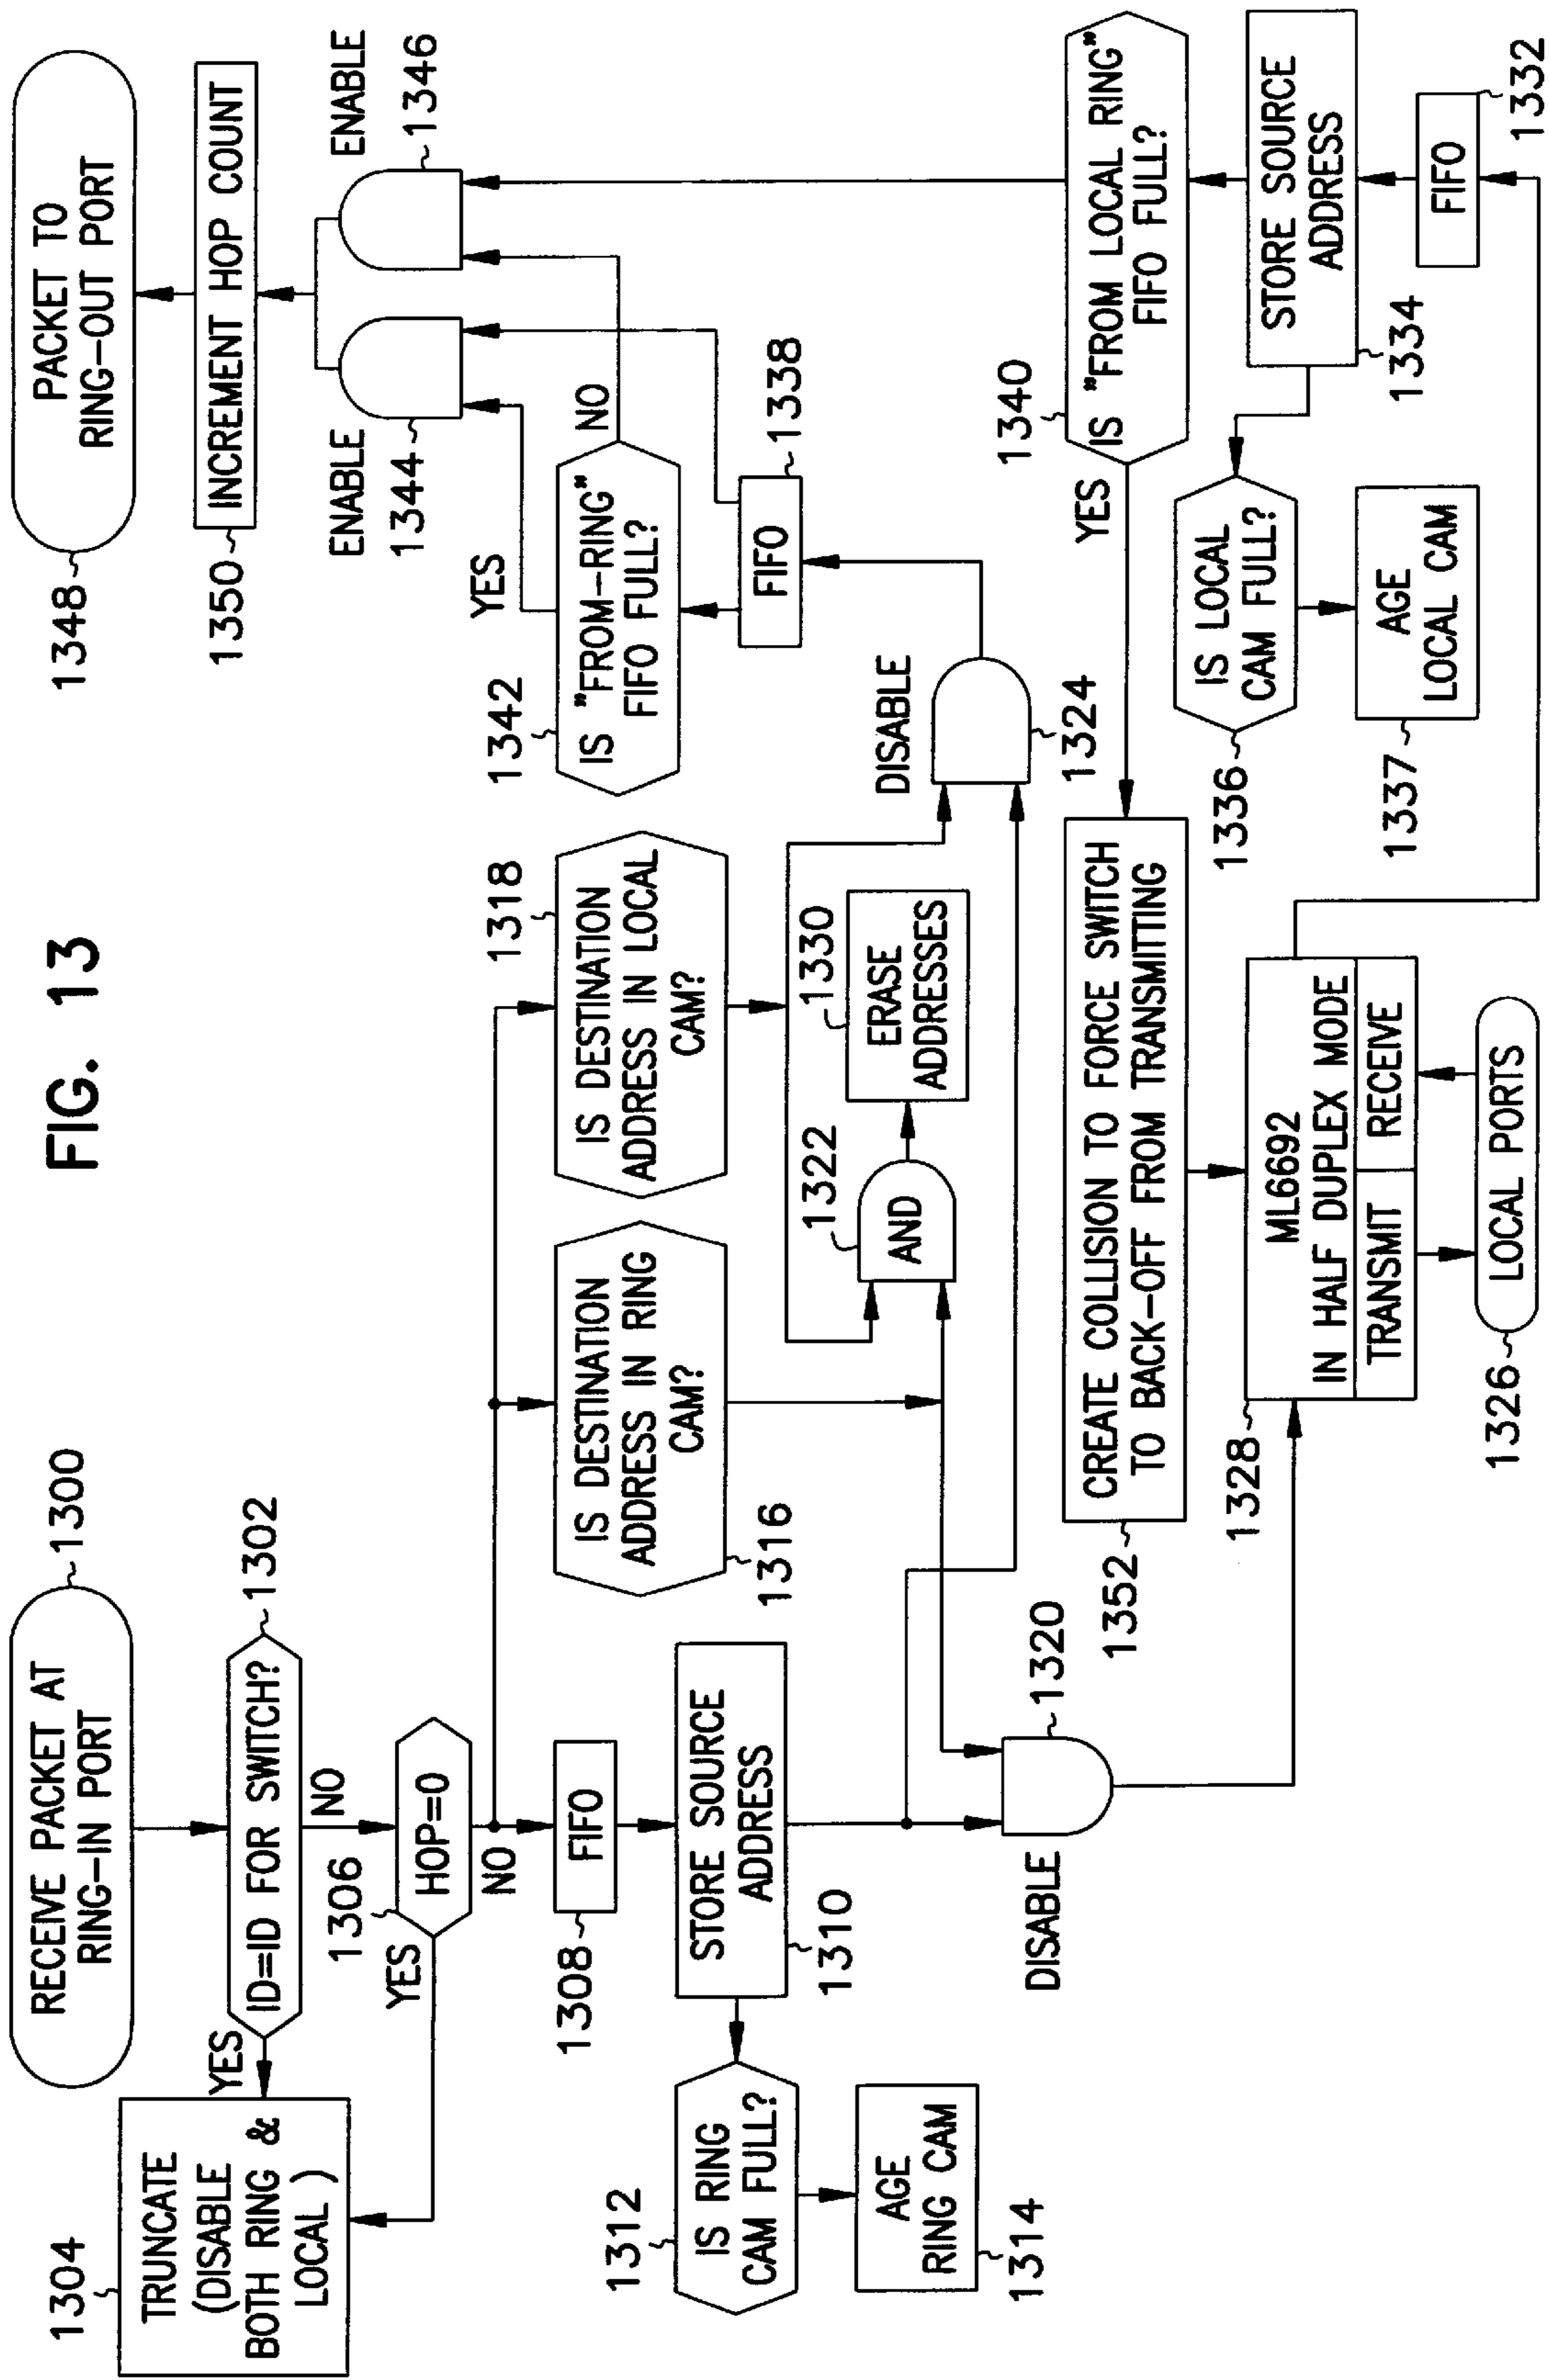 FIG. 13
RECEIVE PACKET AT
RING-IN PORT
1300
ID=ID FOR SWITCH?
1302
YES
NO
1304
TRUNCATE
(DISABLE
BOTH RING &
LOCAL )
1306
HOP=0
YES
NO
1308
FIFO
STORE SOURCE
ADDRESS
1310
1312
IS RING
CAM FULL?
AGE
RING CAM
1314
IS DESTINATION
ADDRESS IN RING
CAM?
1316
1318
IS DESTINATION
ADDRESS IN LOCAL
CAM?
1320
DISABLE
1322
AND
1330
ERASE
ADDRESSES
DISABLE
1324
1352
CREATE COLLISION TO FORCE SWITCH
TO BACK-OFF FROM TRANSMITTING
1328
ML6692
IN HALF DUPLEX MODE
TRANSMIT
RECEIVE
1326
LOCAL PORTS
1348
PACKET TO
RING-OUT PORT
1350
INCREMENT HOP COUNT
ENABLE
1344
ENABLE
1346
1342
IS "FROM-RING"
FIFO FULL?
YES
NO
FIFO
1338
1340
IS "FROM LOCAL RING"
FIFO FULL?
YES
STORE SOURCE
ADDRESS
1334
1336
IS LOCAL
CAM FULL?
AGE
LOCAL CAM
1337
FIFO
1332